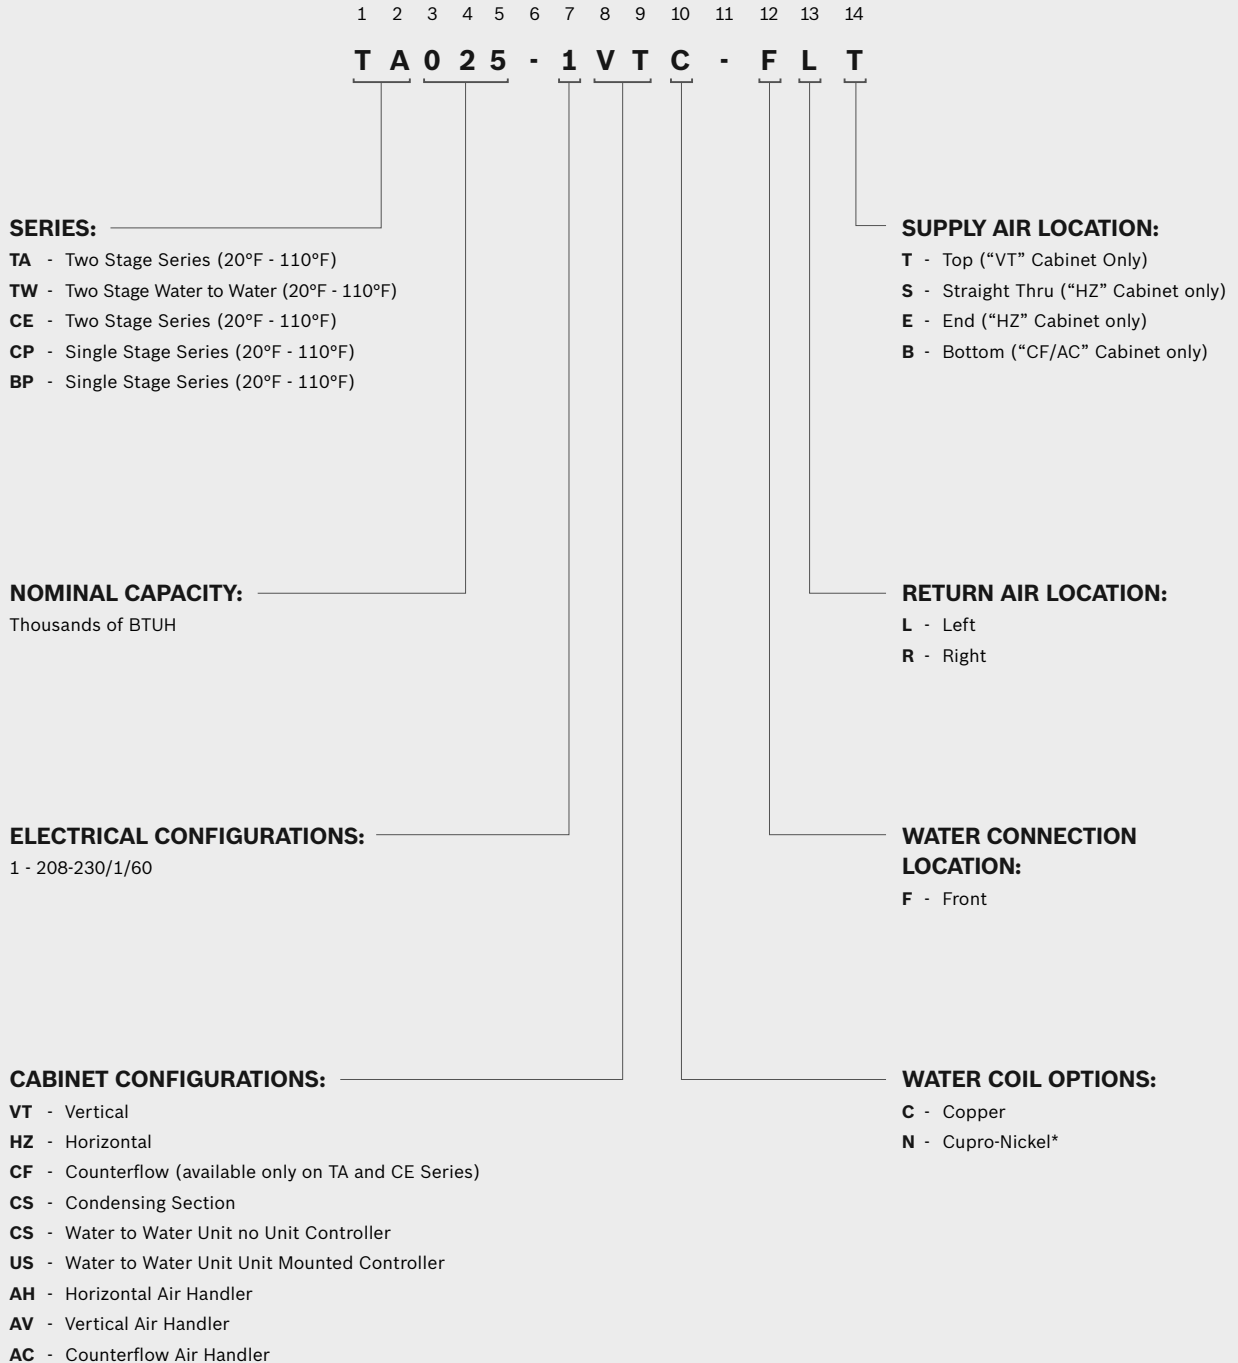 1 2 3 4 5 6 7 8 9 10 11 12 13 14
T A 0 2 5 - 1 V T C - F L T
SERIES:
TA - Two Stage Series (20°F - 110°F)
TW - Two Stage Water to Water (20°F - 110°F)
CE - Two Stage Series (20°F - 110°F)
CP - Single Stage Series (20°F - 110°F)
BP - Single Stage Series (20°F - 110°F)
SUPPLY AIR LOCATION:
T - Top (“VT” Cabinet Only)
S - Straight Thru (“HZ” Cabinet only)
E - End (“HZ” Cabinet only)
B - Bottom (“CF/AC” Cabinet only)
NOMINAL CAPACITY:
Thousands of BTUH
RETURN AIR LOCATION:
L - Left
R - Right
ELECTRICAL CONFIGURATIONS:
1 - 208-230/1/60
WATER CONNECTION
LOCATION:
F - Front
CABINET CONFIGURATIONS:
VT - Vertical
HZ - Horizontal
CF - Counterflow (available only on TA and CE Series)
CS - Condensing Section
CS - Water to Water Unit no Unit Controller
US - Water to Water Unit Unit Mounted Controller
AH - Horizontal Air Handler
AV - Vertical Air Handler
AC - Counterflow Air Handler
WATER COIL OPTIONS:
C - Copper
N - Cupro-Nickel*